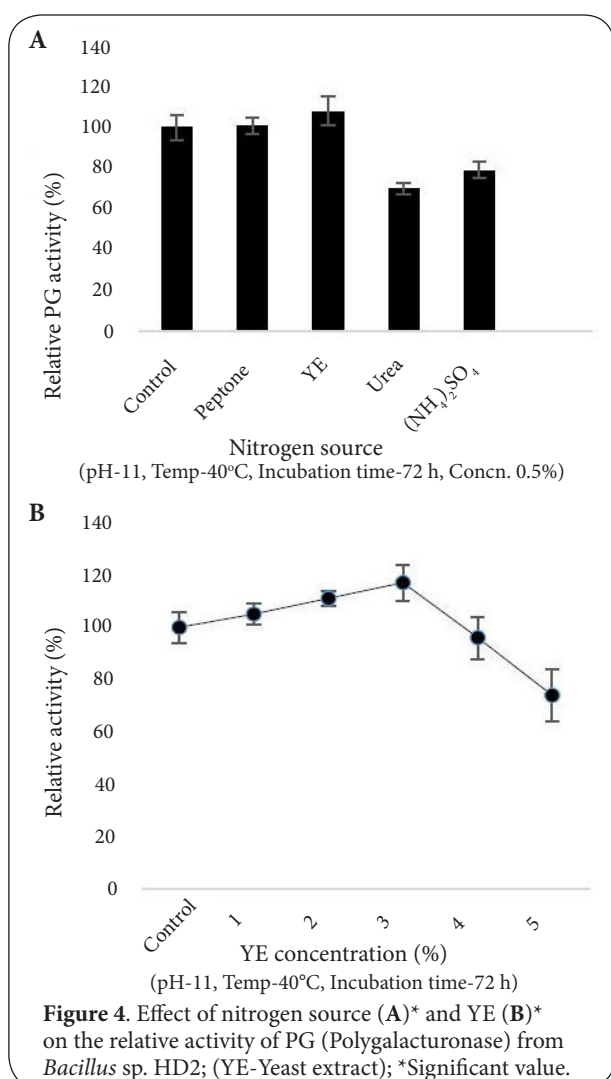 A
140
120
100
80
60
40
20
0
Relative PG activity (%)
Control
Peptone
YE
Urea
(NH₄)₂SO₄
Nitrogen source
(pH-11, Temp-40°C, Incubation time-72 h, Concn. 0.5%)
B
140
120
100
80
60
40
20
0
Relative activity (%)
Control
1
2
3
4
5
YE concentration (%)
(pH-11, Temp-40°C, Incubation time-72 h)
Figure 4. Effect of nitrogen source (A)* and YE (B)*
on the relative activity of PG (Polygalacturonase) from
Bacillus sp. HD2; (YE-Yeast extract); *Significant value.